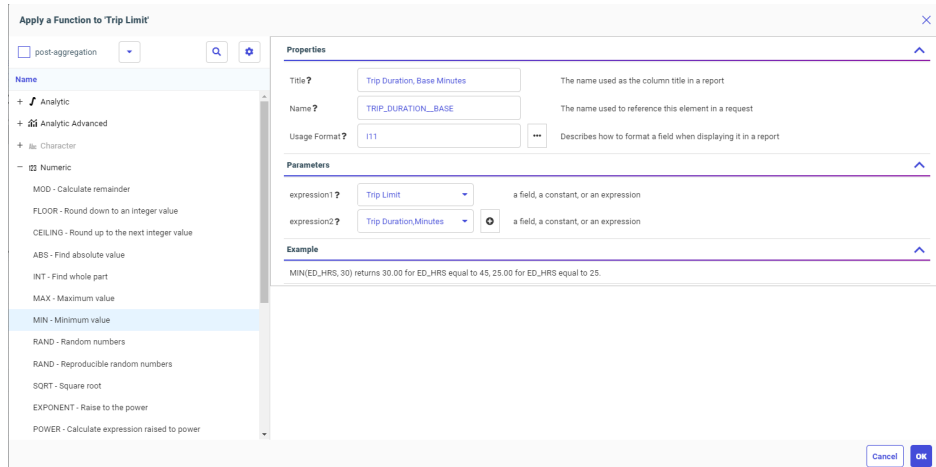 Apply a Function to 'Trip Limit'
post-aggregation
Name
+ Analytic
+ Analytic Advanced
+ Character
− Numeric
MOD - Calculate remainder
FLOOR - Round down to an integer value
CEILING - Round up to the next integer value
ABS - Find absolute value
INT - Find whole part
MAX - Maximum value
MIN - Minimum value
RAND - Random numbers
RAND - Reproducible random numbers
SQRT - Square root
EXPONENT - Raise to the power
POWER - Calculate expression raised to power
Properties
Title? Trip Duration, Base Minutes The name used as the column title in a report
Name? TRIP_DURATION__BASE The name used to reference this element in a request
Usage Format? I11 ••• Describes how to format a field when displaying it in a report
Parameters
expression1? Trip Limit a field, a constant, or an expression
expression2? Trip Duration,Minutes a field, a constant, or an expression
Example
MIN(ED_HRS, 30) returns 30.00 for ED_HRS equal to 45, 25.00 for ED_HRS equal to 25.
Cancel OK